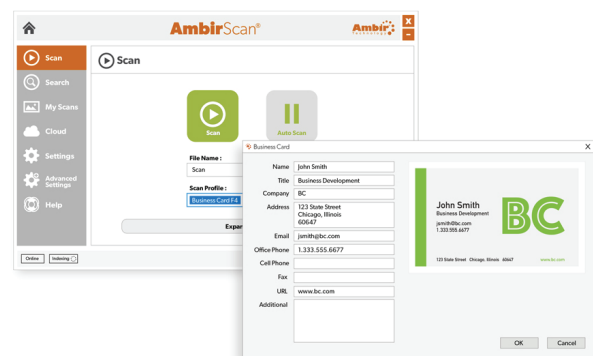 AmbirScan®
Ambir
Technology
X
-
Scan
Search
My Scans
Cloud
Settings
Advanced
Settings
Help
Scan
Scan
Auto Scan
File Name :
Scan
Scan Profile :
Business Card F4
Expan
Online
Indexing
Business Card
X
Name John Smith
Title Business Development
Company BC
Address 123 State Street
Chicago, Illinois
60647
Email jsmith@bc.com
Office Phone 1.333.555.6677
Cell Phone
Fax
URL www.bc.com
Additional
John Smith
Business Development
jsmith@bc.com
1.333.555.6677
BC
123 State Street Chicago, Illinois 60647 www.bc.com
OK Cancel